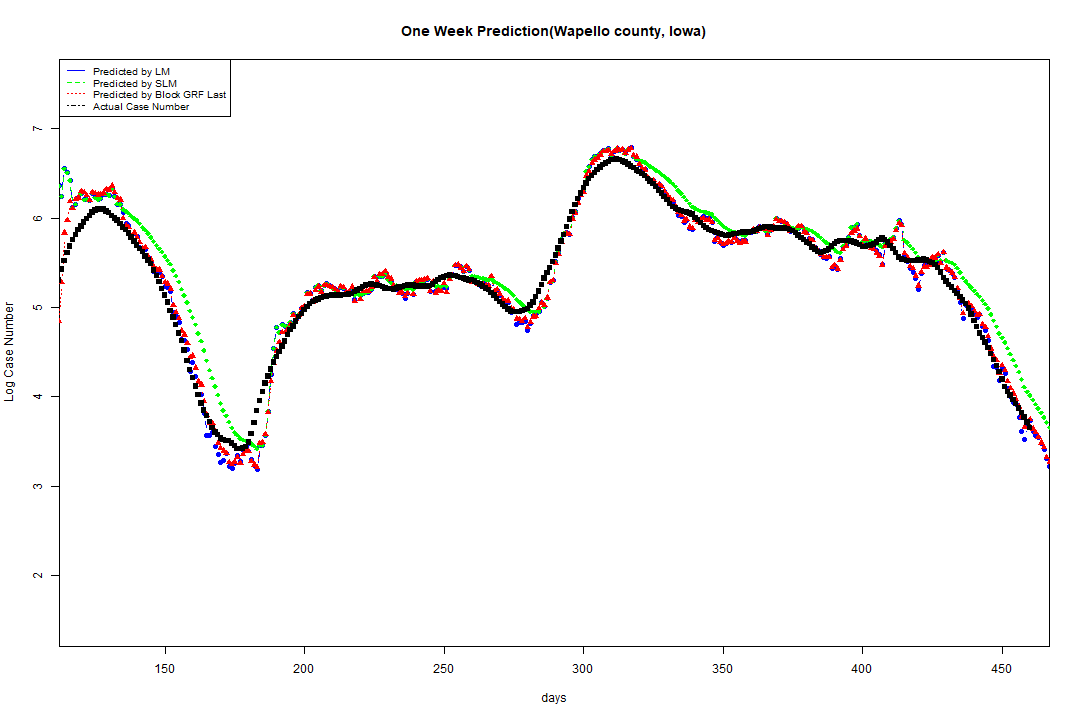 One Week Prediction(Wapello county, Iowa)
Predicted by LM
Predicted by SLM
Predicted by Block GRF Last
Actual Case Number
Log Case Number
7
6
5
4
3
2
150 200 250 300 350 400 450
days